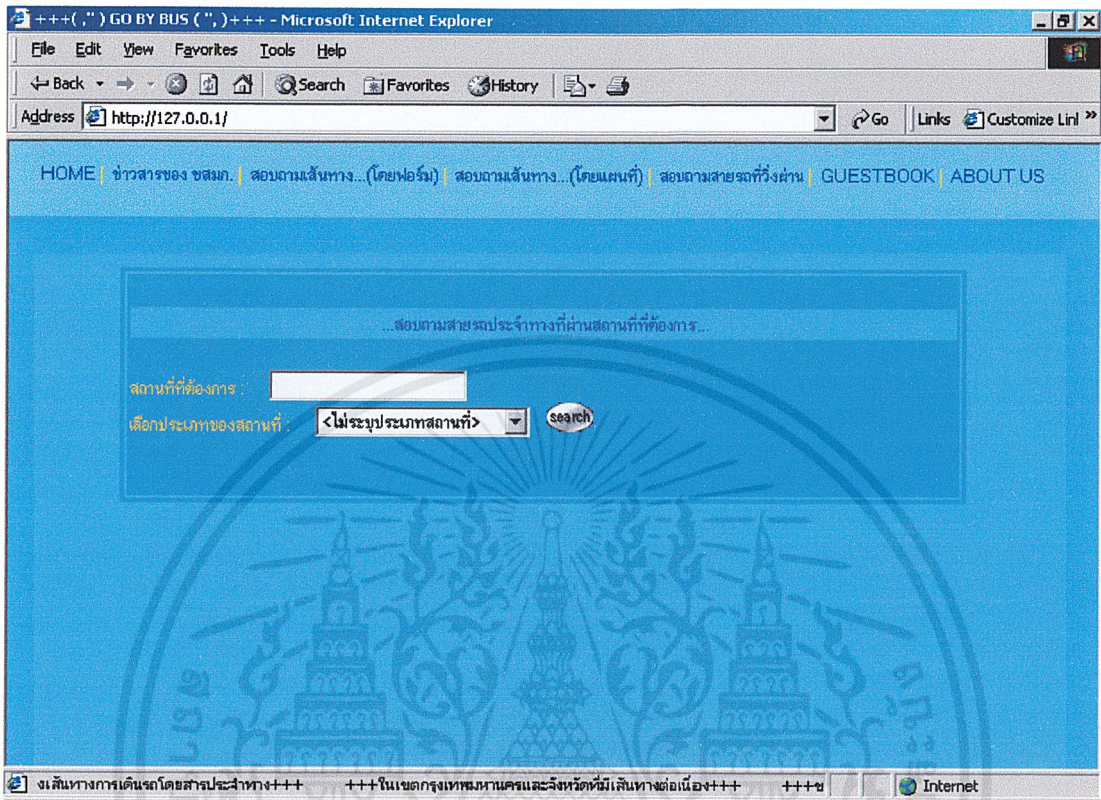 +++( ," ) GO BY BUS ( ", )+++ - Microsoft Internet Explorer
File Edit View Favorites Tools Help
Back Search Favorites History
Address http://127.0.0.1/ Go Links Customize Linl »
HOME | ข่าวสารของ ขสมก. | สอบถามเส้นทาง...(โดยฟอร์ม) | สอบถามเส้นทาง...(โดยแผนที่) | สอบถามสายรถที่วิ่งผ่าน | GUESTBOOK | ABOUT US
...สอบถามสายรถประจำทางที่ผ่านสถานที่ที่ต้องการ...
สถานที่ที่ต้องการ :
เลือกประเภทของสถานที่ : <ไม่ระบุประเภทสถานที่> search
งเส้นทางการเดินรถโดยสารประจำทาง+++ +++ในเขตกรุงเทพมหานครและจังหวัดที่มีเส้นทางต่อเนื่อง+++ +++ข Internet